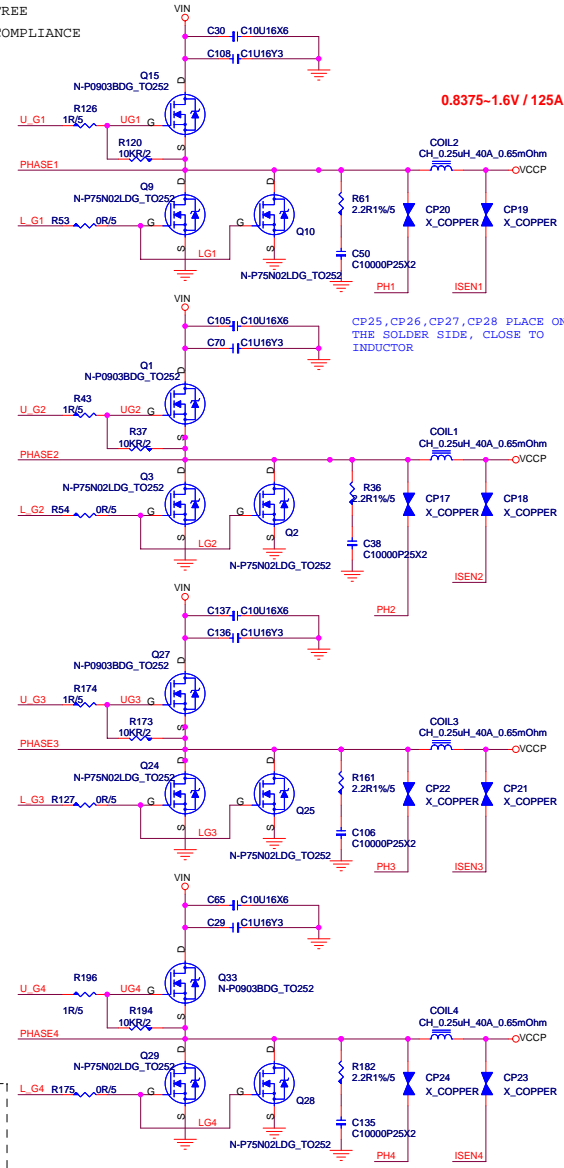 FREE
COMPLIANCE
VIN
C30 C10U16X6
C108 C1U16Y3
Q15
N-P0903BDG_TO252
D
0.8375~1.6V / 125A
R126
U_G1 1R/5 UG1 G
R120
10KR/2
S
COIL2
CH_0.25uH_40A_0.65mOhm
PHASE1
VCCP
Q9
N-P75N02LDG_TO252
D
D
R61
2.2R1%/5
CP20
X_COPPER
CP19
X_COPPER
L_G1 R53 0R/5 G
G
Q10
S
LG1
S
C50
C10000P25X2
N-P75N02LDG_TO252
PH1
ISEN1
VIN
C105 C10U16X6
C70 C1U16Y3
CP25,CP26,CP27,CP28 PLACE ON
THE SOLDER SIDE, CLOSE TO
INDUCTOR
Q1
N-P0903BDG_TO252
D
R43
U_G2 1R/5 UG2 G
R37
10KR/2
S
COIL1
CH_0.25uH_40A_0.65mOhm
PHASE2
VCCP
Q3
N-P75N02LDG_TO252
D
D
R36
2.2R1%/5
CP17
X_COPPER
CP18
X_COPPER
L_G2 R54 0R/5 G
G
Q2
S
LG2
S
C38
C10000P25X2
N-P75N02LDG_TO252
ISEN2
PH2
VIN
C137 C10U16X6
C136 C1U16Y3
Q27
N-P0903BDG_TO252
D
R174
U_G3 1R/5 UG3 G
R173
10KR/2
S
COIL3
CH_0.25uH_40A_0.65mOhm
PHASE3
VCCP
Q24
N-P75N02LDG_TO252
D
D
R161
2.2R1%/5
CP22
X_COPPER
CP21
X_COPPER
L_G3 R127 0R/5 G
G
Q25
S
LG3
S
C106
C10000P25X2
N-P75N02LDG_TO252
PH3
ISEN3
VIN
C65 C10U16X6
C29 C1U16Y3
D
R196
Q33
N-P0903BDG_TO252
U_G4 UG4 G
1R/5
R194
10KR/2
S
COIL4
CH_0.25uH_40A_0.65mOhm
PHASE4
VCCP
Q29
N-P75N02LDG_TO252
D
D
R182
2.2R1%/5
CP24
X_COPPER
CP23
X_COPPER
L_G4 R175 0R/5 G
G
Q28
S
LG4
S
C135
C10000P25X2
N-P75N02LDG_TO252
PH4
ISEN4